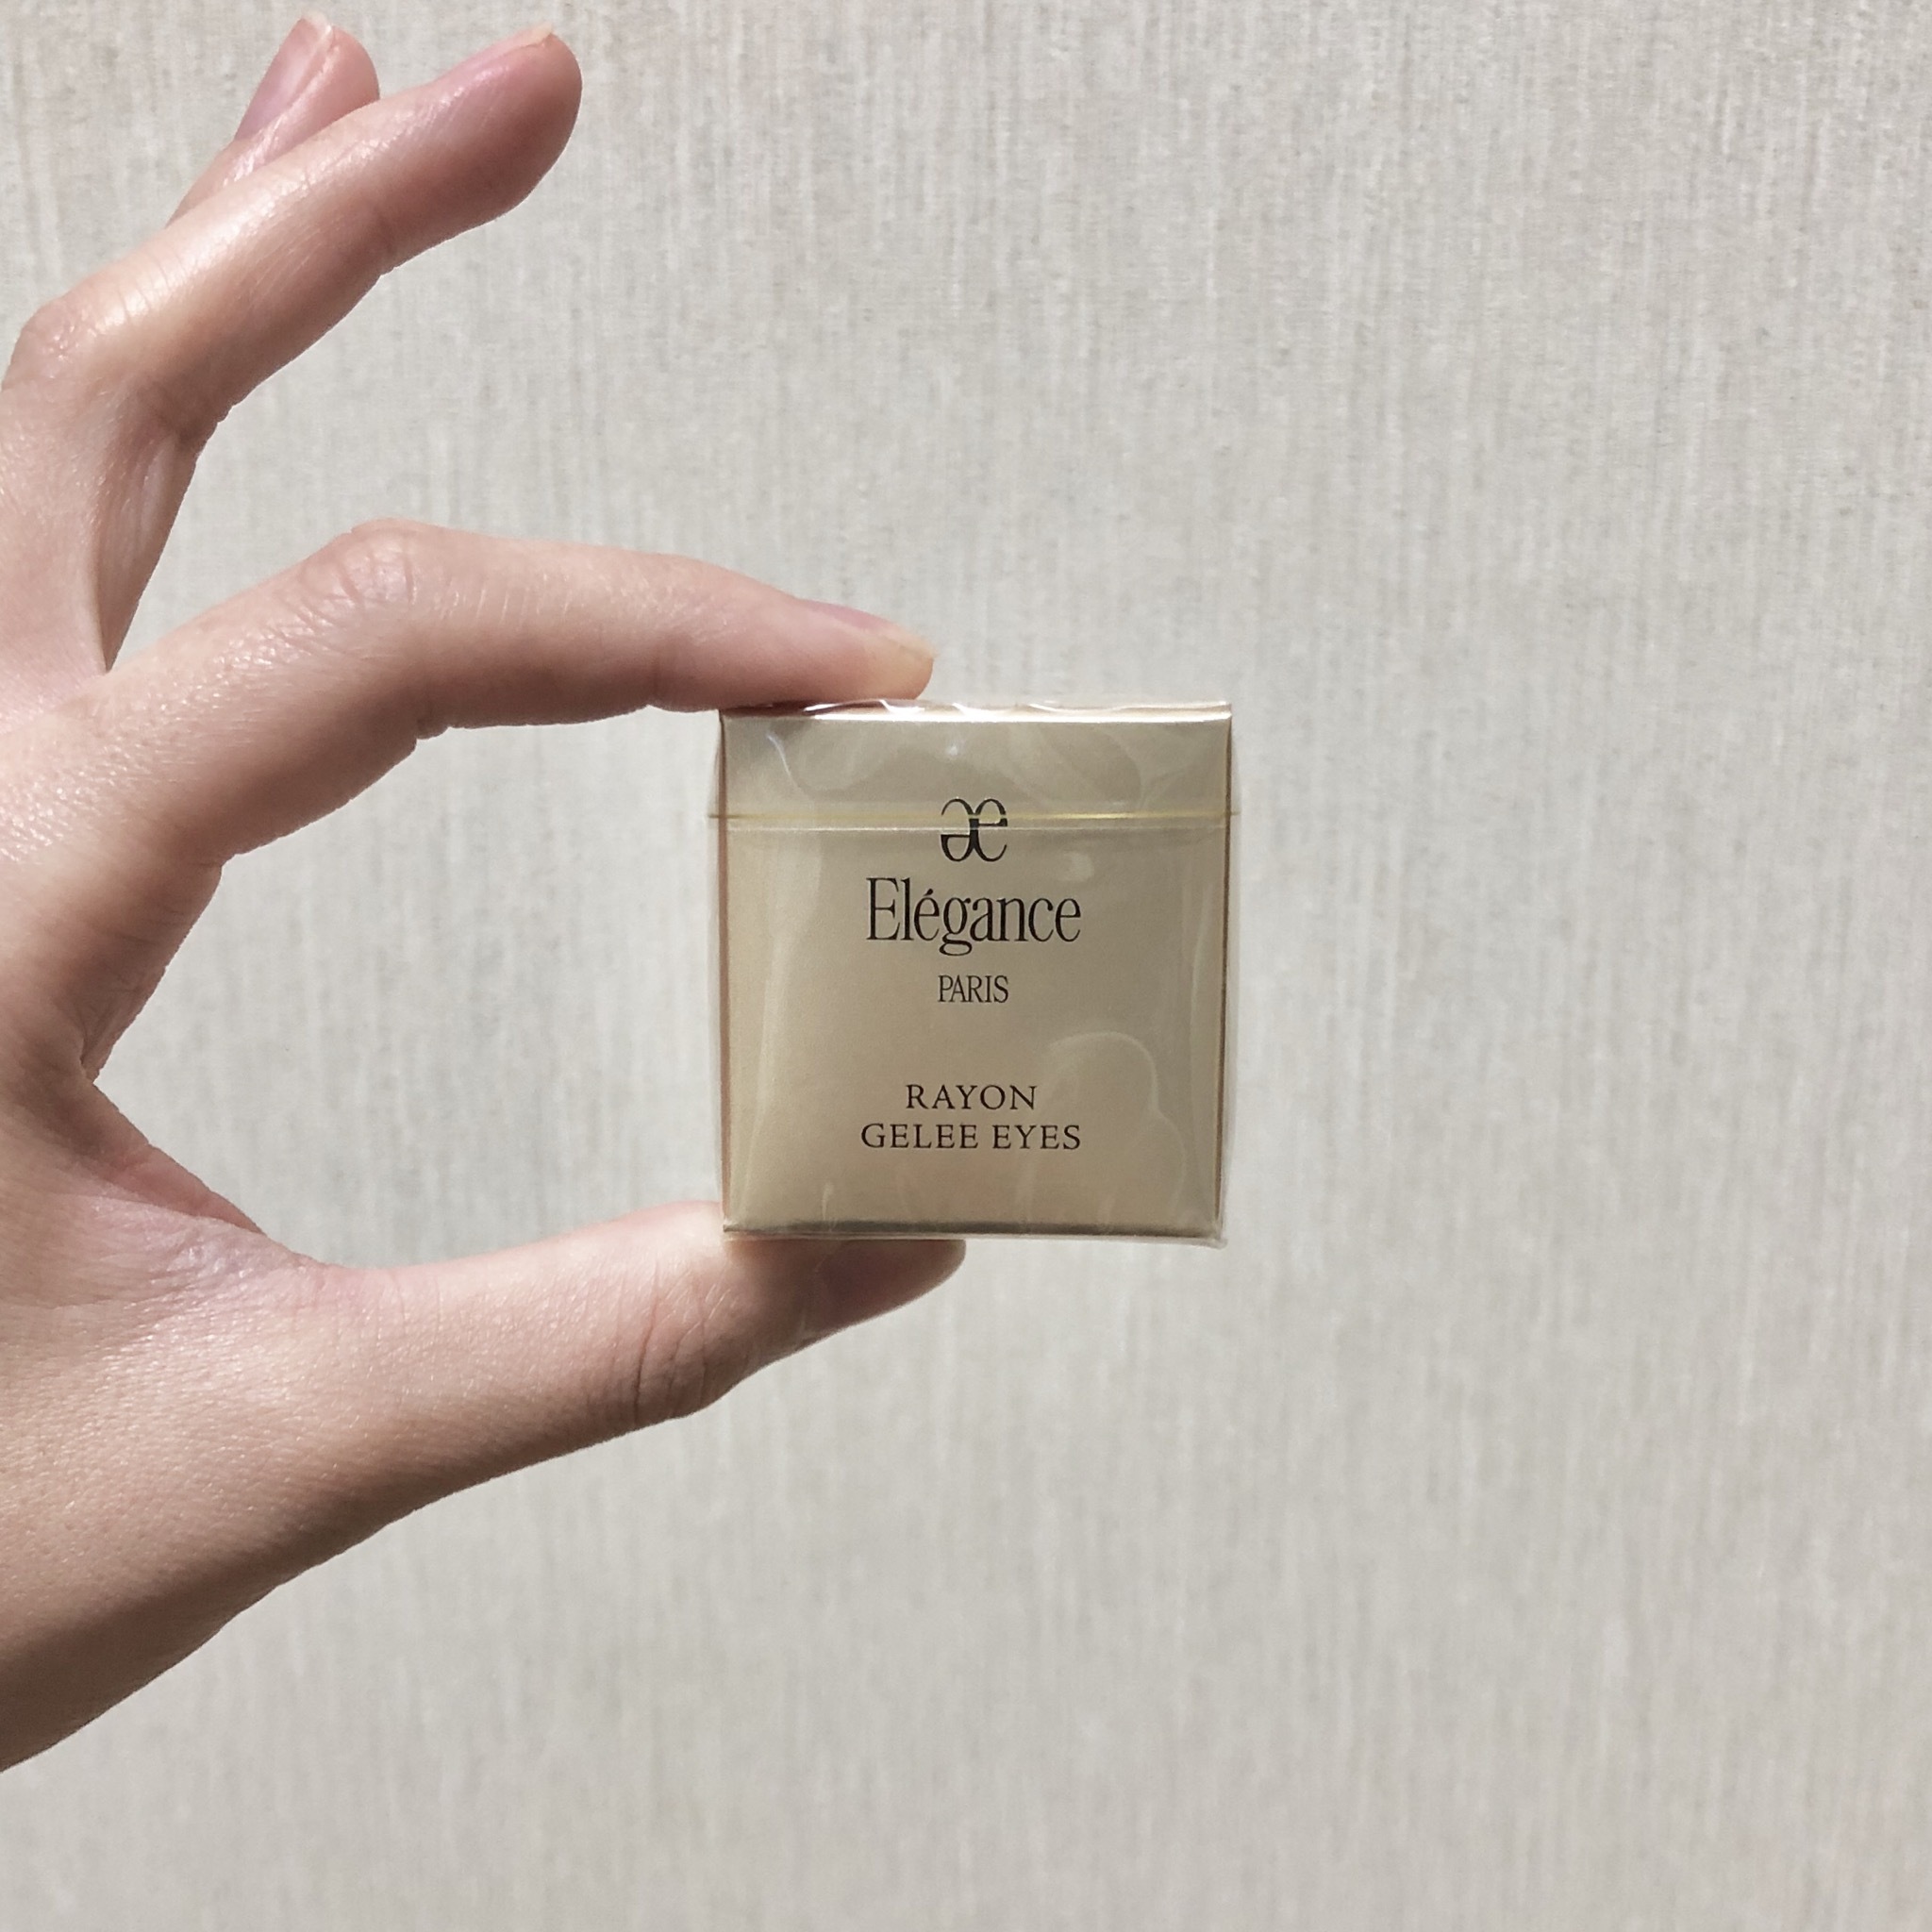 æ
Elégance
PARIS
RAYON
GELEE EYES